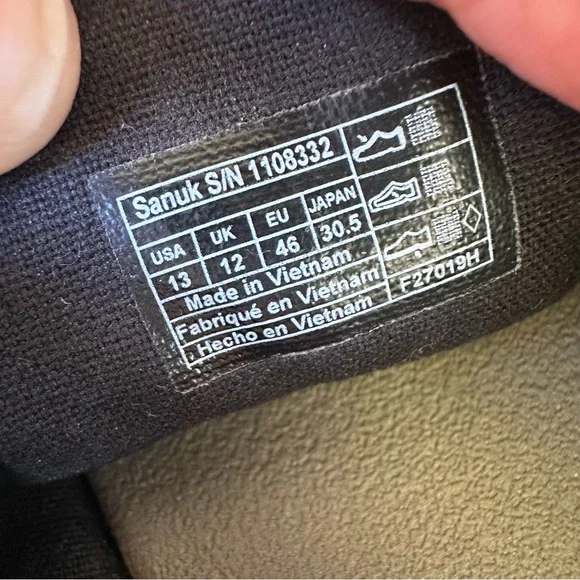 Sanuk S/N 1108332
USA UK EU JAPAN
13 12 46 30.5
Made in Vietnam
Fabriqué en Vietnam
Hecho en Vietnam
F27019H